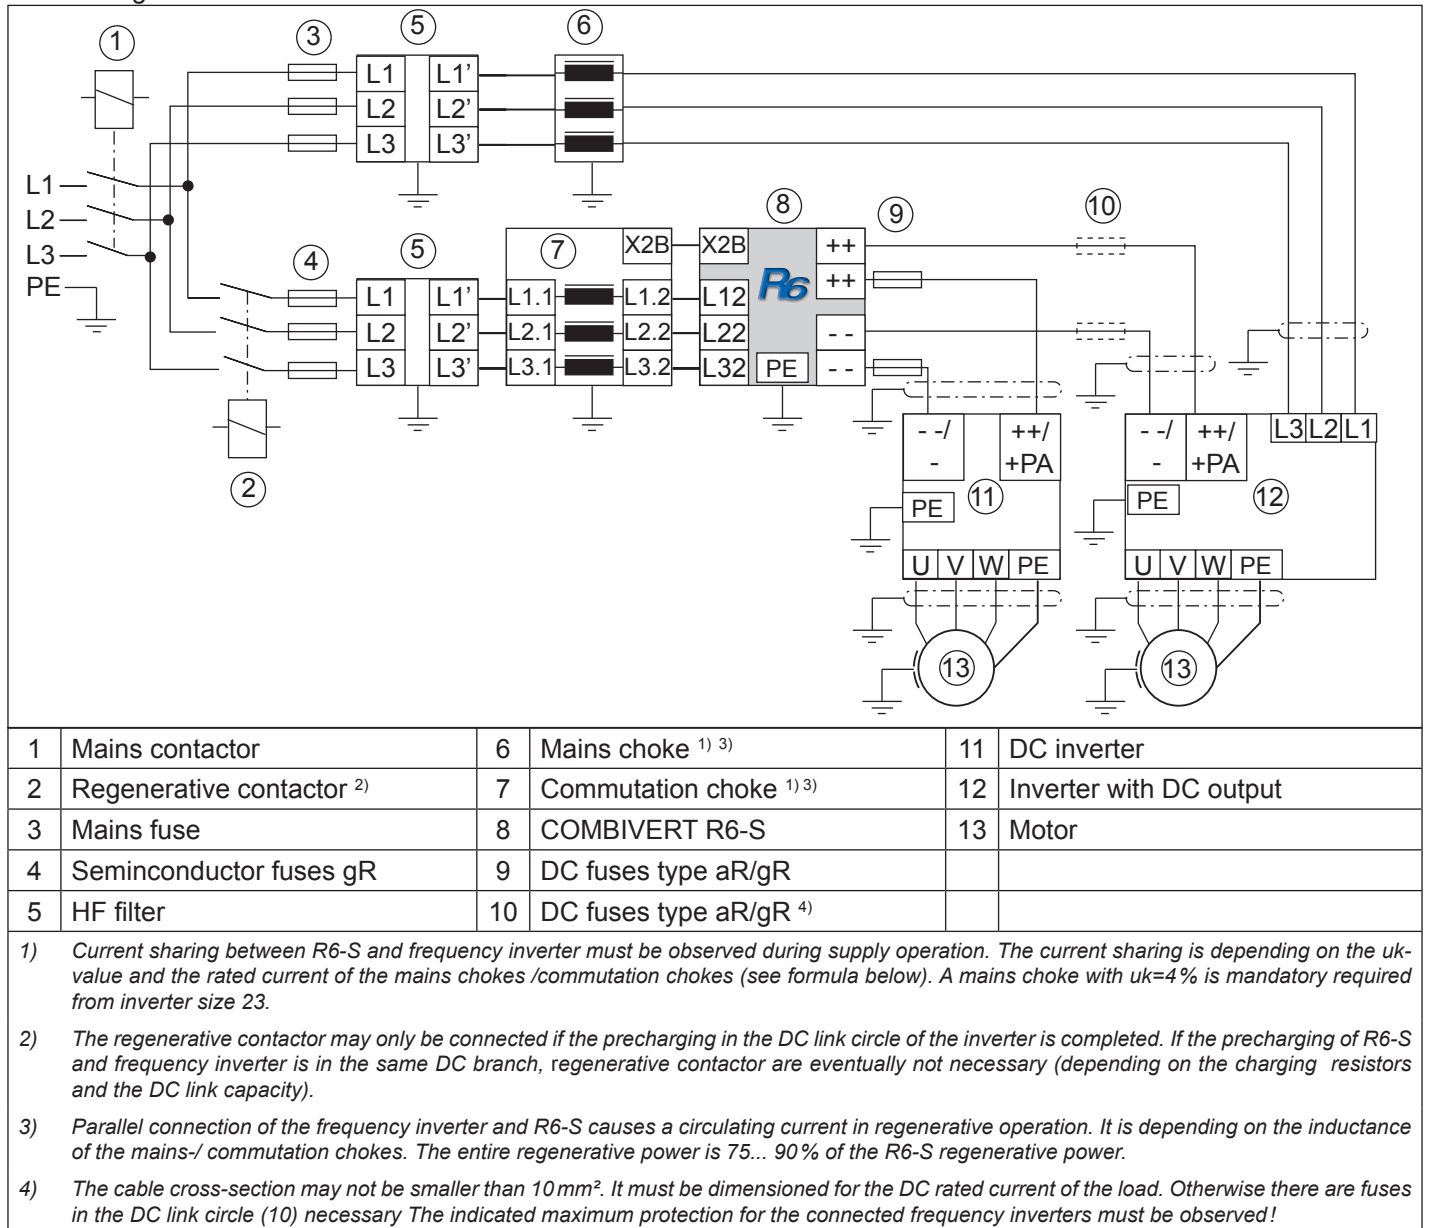 1
3
5
6
L1 L1'
L2 L2'
L3 L3'
L1
L2
L3
PE
8
9
10
4
5
7
X2B X2B ++
R6
++
L1 L1' L1.1 L1.2 L12
L2 L2' L2.1 L2.2 L22 - -
L3 L3' L3.1 L3.2 L32 PE - -
2
- -/ ++/
- +PA
11
PE
U V W PE
13
- -/ ++/ L3 L2 L1
- +PA
12
PE
U V W PE
13
1 Mains contactor 6 Mains choke 1) 3) 11 DC inverter
2 Regenerative contactor 2) 7 Commutation choke 1) 3) 12 Inverter with DC output
3 Mains fuse 8 COMBIVERT R6-S 13 Motor
4 Seminconductor fuses gR 9 DC fuses type aR/gR
5 HF filter 10 DC fuses type aR/gR 4)
1) Current sharing between R6-S and frequency inverter must be observed during supply operation. The current sharing is depending on the uk-
value and the rated current of the mains chokes /commutation chokes (see formula below). A mains choke with uk=4% is mandatory required
from inverter size 23.
2) The regenerative contactor may only be connected if the precharging in the DC link circle of the inverter is completed. If the precharging of R6-S
and frequency inverter is in the same DC branch, regenerative contactor are eventually not necessary (depending on the charging resistors
and the DC link capacity).
3) Parallel connection of the frequency inverter and R6-S causes a circulating current in regenerative operation. It is depending on the inductance
of the mains-/ commutation chokes. The entire regenerative power is 75... 90% of the R6-S regenerative power.
4) The cable cross-section may not be smaller than 10 mm². It must be dimensioned for the DC rated current of the load. Otherwise there are fuses
in the DC link circle (10) necessary The indicated maximum protection for the connected frequency inverters must be observed!